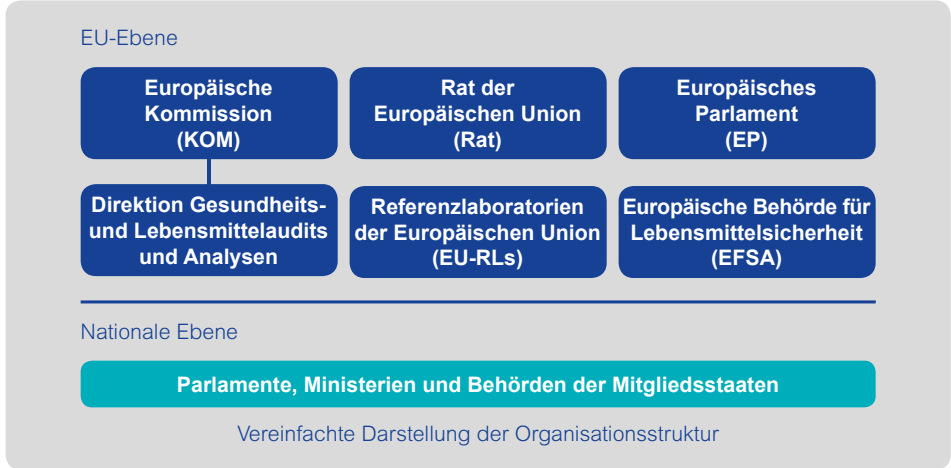 EU-Ebene
Europäische
Kommission
(KOM)
Rat der
Europäischen Union
(Rat)
Europäisches
Parlament
(EP)
Direktion Gesundheits-
und Lebensmittelaudits
und Analysen
Referenzlaboratorien
der Europäischen Union
(EU-RLs)
Europäische Behörde für
Lebensmittelsicherheit
(EFSA)
Nationale Ebene
Parlamente, Ministerien und Behörden der Mitgliedsstaaten
Vereinfachte Darstellung der Organisationsstruktur